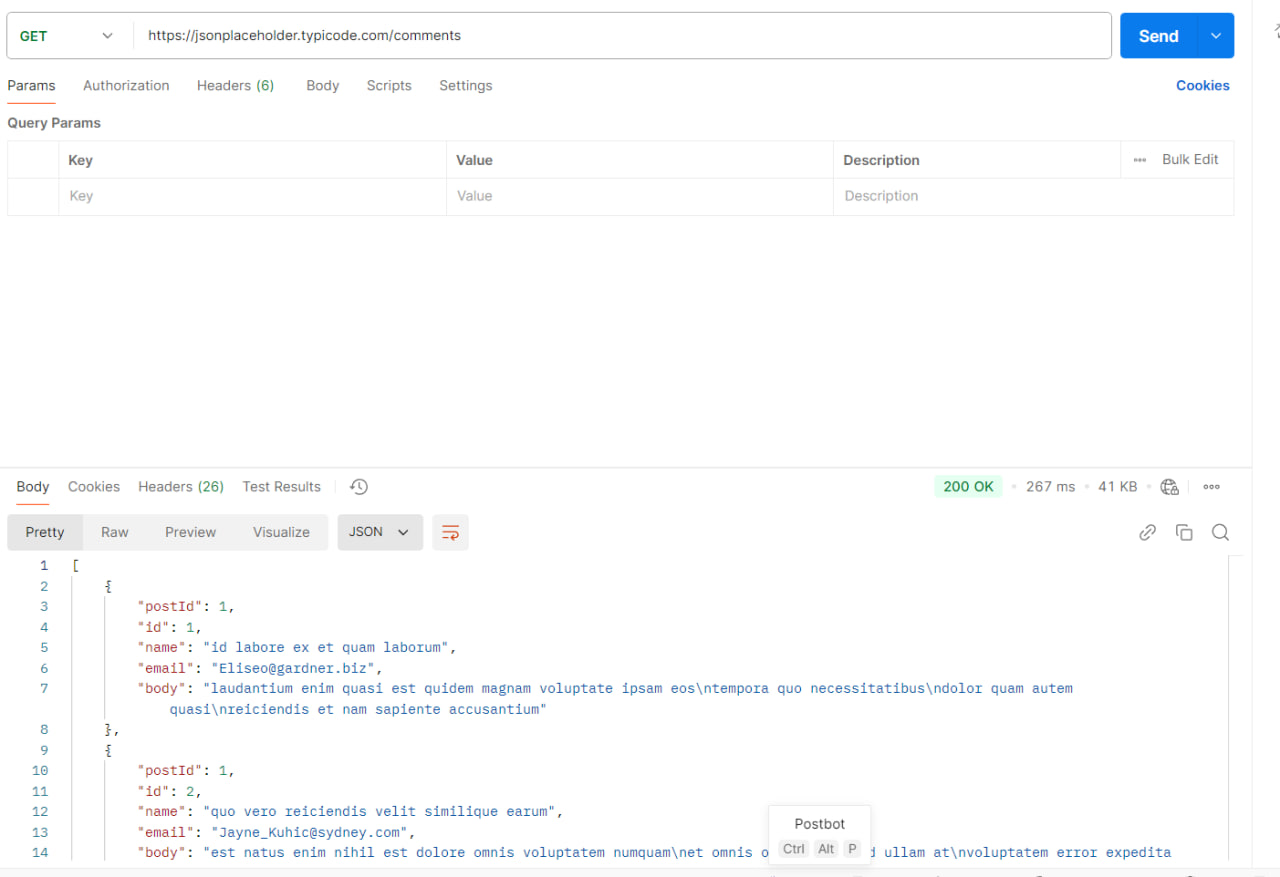 GET https://jsonplaceholder.typicode.com/comments Send
Params Authorization Headers (6) Body Scripts Settings Cookies
Query Params
Key Value Description Bulk Edit
Key Value Description
Body Cookies Headers (26) Test Results 200 OK 267 ms 41 KB
Pretty Raw Preview Visualize JSON
1 [
2 {
3 "postId": 1,
4 "id": 1,
5 "name": "id labore ex et quam laborum",
6 "email": "Eliseo@gardner.biz",
7 "body": "laudantium enim quasi est quidem magnam voluptate ipsam eos\ntempora quo necessitatibus\ndolor quam autem
quasi\nreiciendis et nam sapiente accusantium"
8 },
9 {
10 "postId": 1,
11 "id": 2,
12 "name": "quo vero reiciendis velit similique earum",
13 "email": "Jayne_Kuhic@sydney.com",
Postbot
Ctrl Alt P
14 "body": "est natus enim nihil est dolore omnis voluptatem numquam\net omnis ullam at\nvoluptatem error expedita